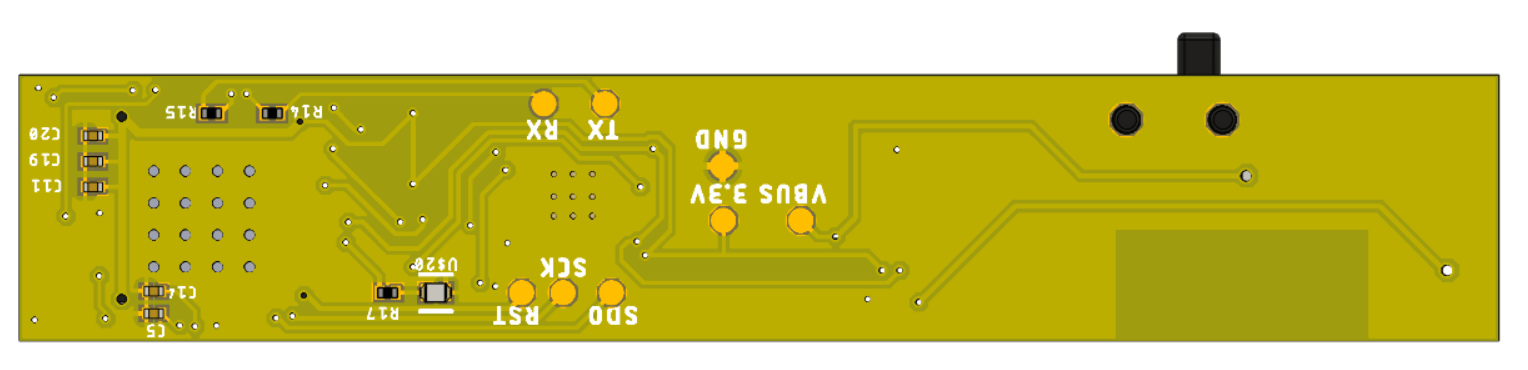 R15
R14
C20
RX
TX
GND
C19
C11
3.3V
VBUS
U$20
SCK
C14
R17
RST
SDO
C5